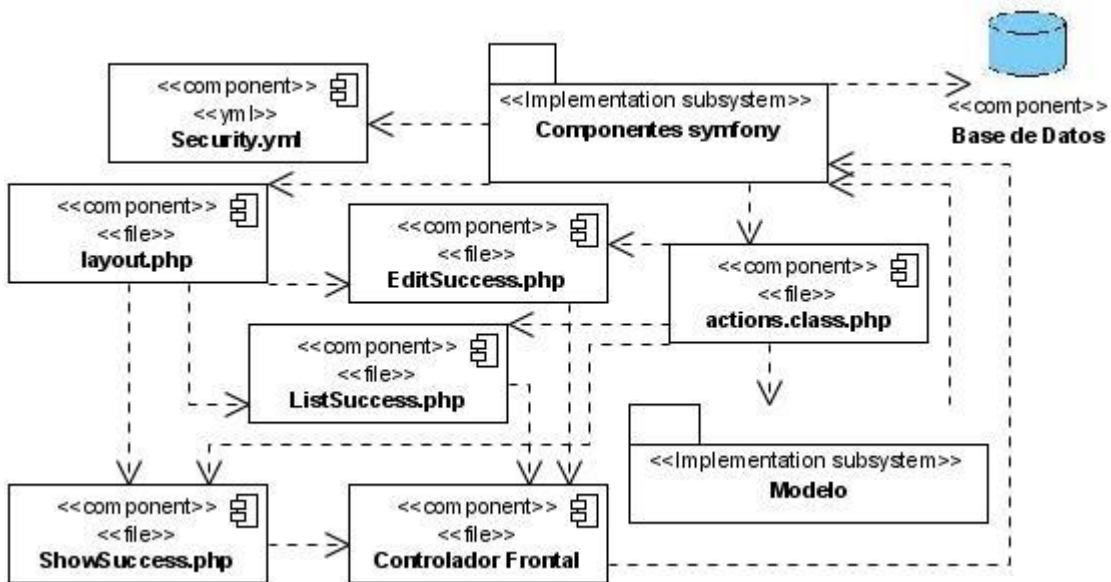 <<component>>
<<yml>>
Security.yml
<<Implementation subsystem>>
Componentes symfony
<<component>>
Base de Datos
<<component>>
<<file>>
layout.php
<<component>>
<<file>>
EditSuccess.php
<<component>>
<<file>>
actions.class.php
<<component>>
<<file>>
ListSuccess.php
<<Implementation subsystem>>
Modelo
<<component>>
<<file>>
ShowSuccess.php
<<component>>
<<file>>
Controlador Frontal